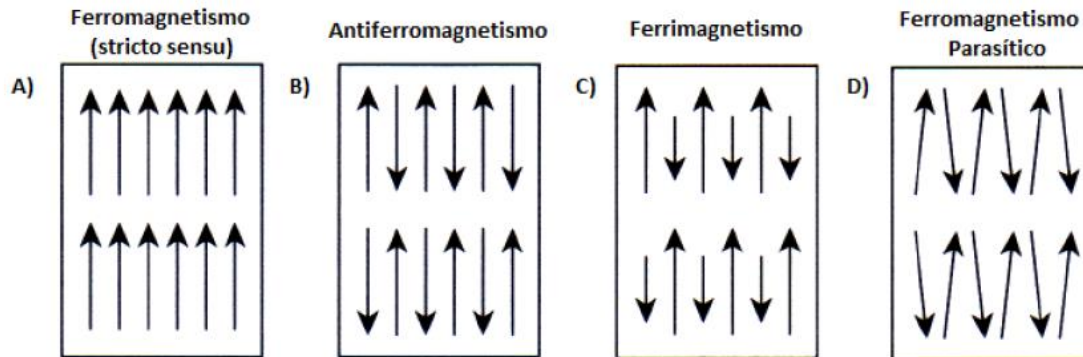 Ferromagnetismo
(stricto sensu)
Antiferromagnetismo
Ferrimagnetismo
Ferromagnetismo
Parasítico
A)
B)
C)
D)